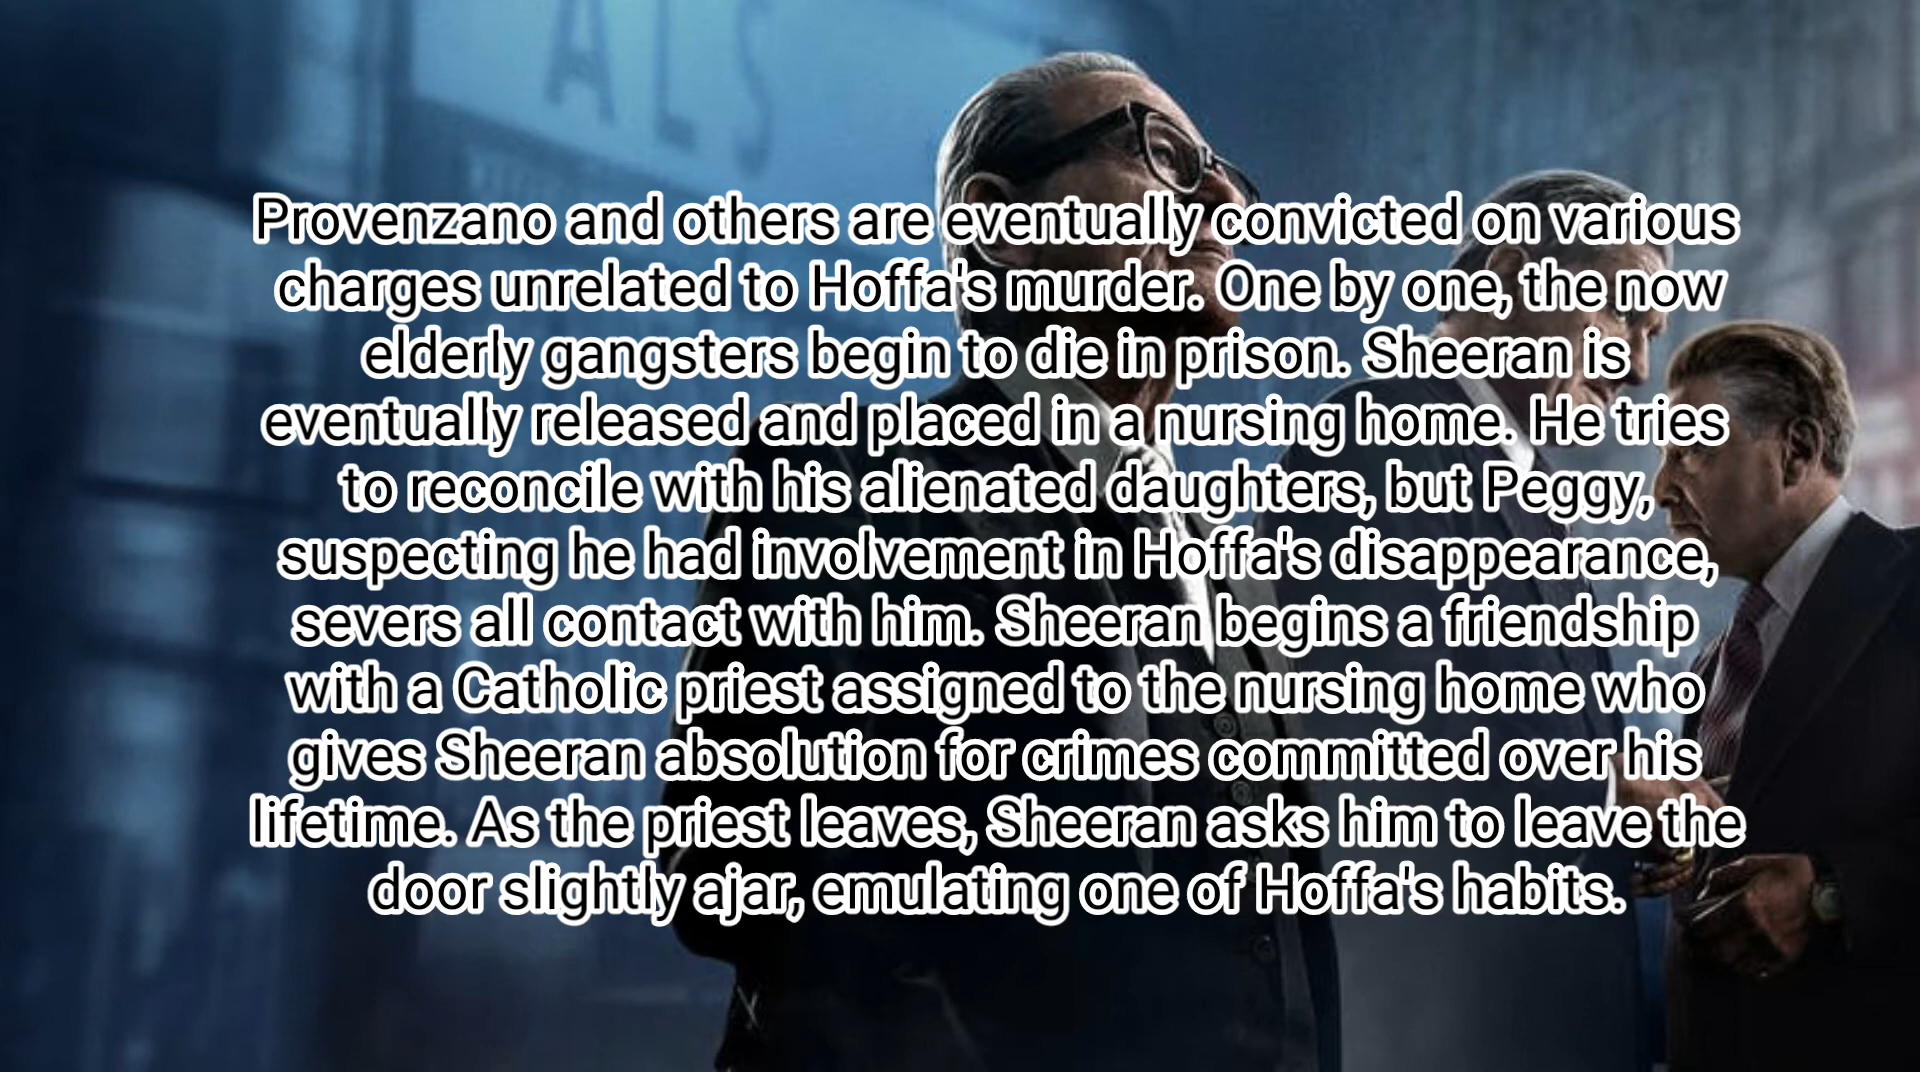 ALS
Provenzano and others are eventually convicted on various
charges unrelated to Hoffa's murder. One by one, the now
elderly gangsters begin to die in prison. Sheeran is
eventually released and placed in a nursing home. He tries
to reconcile with his alienated daughters, but Peggy,
suspecting he had involvement in Hoffa's disappearance,
severs all contact with him. Sheeran begins a friendship
with a Catholic priest assigned to the nursing home who
gives Sheeran absolution for crimes committed over his
lifetime. As the priest leaves, Sheeran asks him to leave the
door slightly ajar, emulating one of Hoffa's habits.